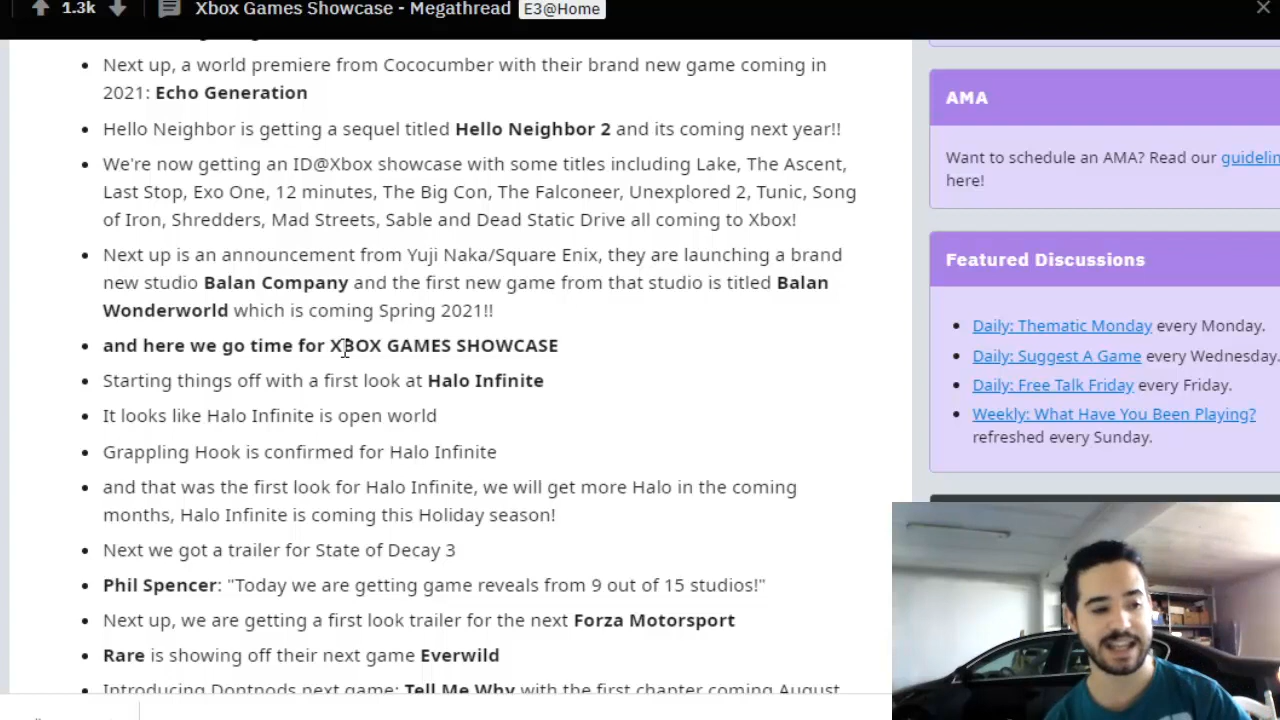 1.3k Xbox Games Showcase - Megathread E3@Home
Next up, a world premiere from Cococumber with their brand new game coming in
2021: Echo Generation
Hello Neighbor is getting a sequel titled Hello Neighbor 2 and its coming next year!!
We're now getting an ID@Xbox showcase with some titles including Lake, The Ascent,
Last Stop, Exo One, 12 minutes, The Big Con, The Falconeer, Unexplored 2, Tunic, Song
of Iron, Shredders, Mad Streets, Sable and Dead Static Drive all coming to Xbox!
Next up is an announcement from Yuji Naka/Square Enix, they are launching a brand
new studio Balan Company and the first new game from that studio is titled Balan
Wonderworld which is coming Spring 2021!!
and here we go time for XBOX GAMES SHOWCASE
Starting things off with a first look at Halo Infinite
It looks like Halo Infinite is open world
Grappling Hook is confirmed for Halo Infinite
and that was the first look for Halo Infinite, we will get more Halo in the coming
months, Halo Infinite is coming this Holiday season!
Next we got a trailer for State of Decay 3
Phil Spencer: "Today we are getting game reveals from 9 out of 15 studios!"
Next up, we are getting a first look trailer for the next Forza Motorsport
Rare is showing off their next game Everwild
Introducing Dontnods next game: Tell Me Why with the first chapter coming August
AMA
Want to schedule an AMA? Read our guidelin
here!
Featured Discussions
Daily: Thematic Monday every Monday.
Daily: Suggest A Game every Wednesday.
Daily: Free Talk Friday every Friday.
Weekly: What Have You Been Playing?
refreshed every Sunday.